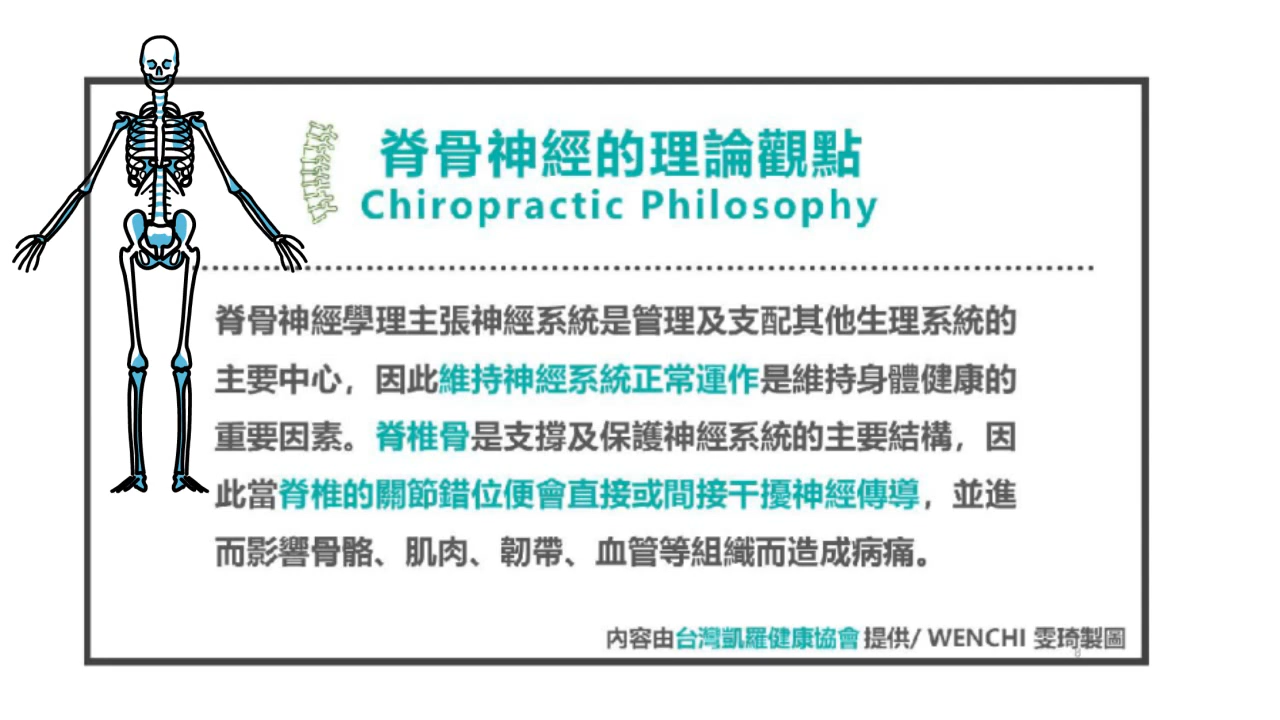 脊骨神經的理論觀點
Chiropractic Philosophy
脊骨神經學理主張神經系統是管理及支配其他生理系統的
主要中心，因此維持神經系統正常運作是維持身體健康的
重要因素。脊椎骨是支撐及保護神經系統的主要結構，因
此當脊椎的關節錯位便會直接或間接干擾神經傳導，並進
而影響骨骼、肌肉、韌帶、血管等組織而造成病痛。
內容由台灣凱羅健康協會提供/ WENCHI 雯琦製圖
8